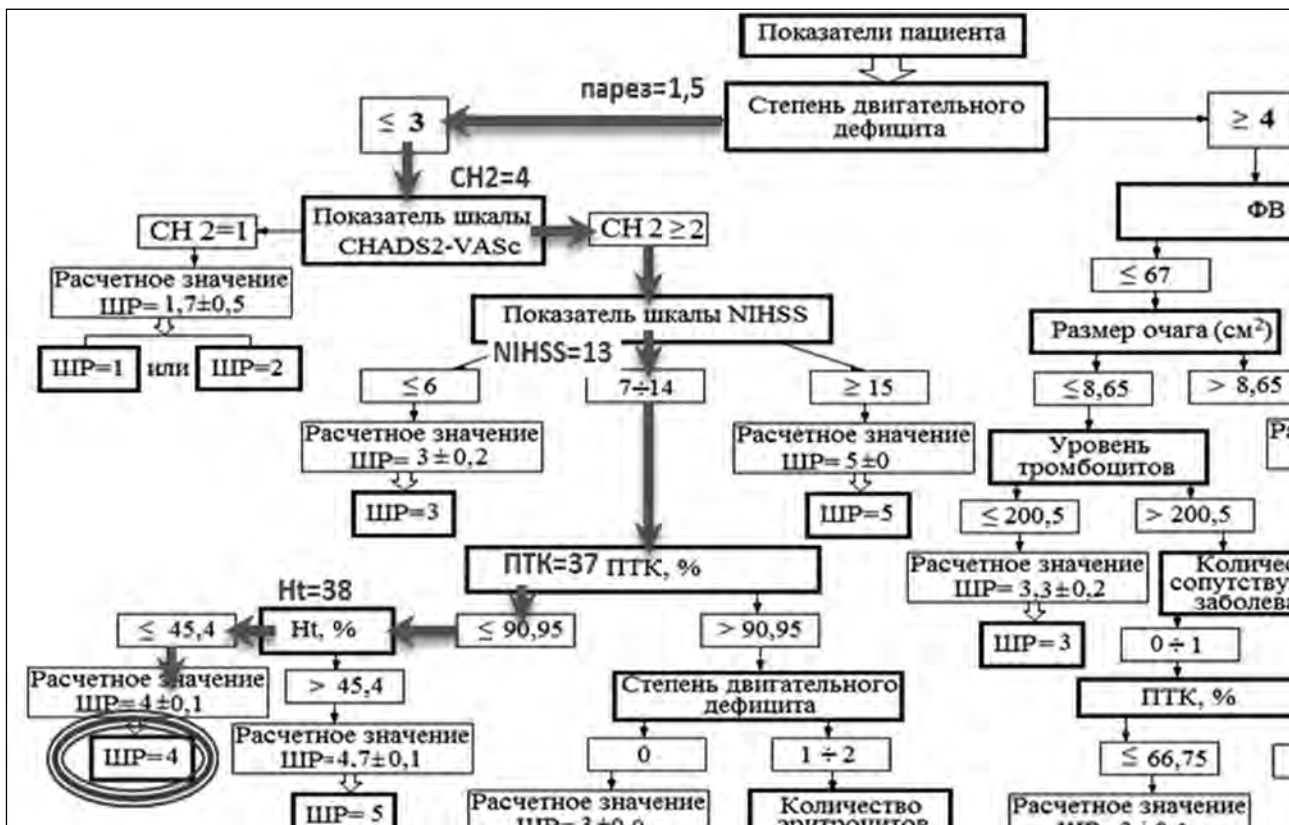 Показатели пациента
парез=1,5
Степень двигательного
дефицита
≤ 3
≥ 4
СН2=4
Показатель шкалы
CHADS2-VASc
СН 2=1
СН 2 ≥ 2
ФВ
Расчетное значение
ШР= 1,7±0,5
≤ 67
Показатель шкалы NIHSS
Размер очага (см²)
ШР=1 или ШР=2
NIHSS=13
≤6
7÷14
≥ 15
≤8,65
> 8,65
Расчетное значение
ШР= 3 ± 0,2
Расчетное значение
ШР= 5±0
Уровень
тромбоцитов
ШР=3
ШР=5
≤ 200,5
> 200,5
ПТК=37 ПТК, %
Расчетное значение
ШР= 3,3±0,2
Ht=38
≤ 45,4
Ht, %
≤ 90,95
> 90,95
ШР=3
0 ÷ 1
Расчетное значение
ШР=4±0,1
> 45,4
Степень двигательного
дефицита
ПТК, %
ШР=4
Расчетное значение
ШР=4.7±0,1
0
1 ÷ 2
≤ 66,75
ШР= 5
Расчетное значение
Количество
эритроцитов
Расчетное значение